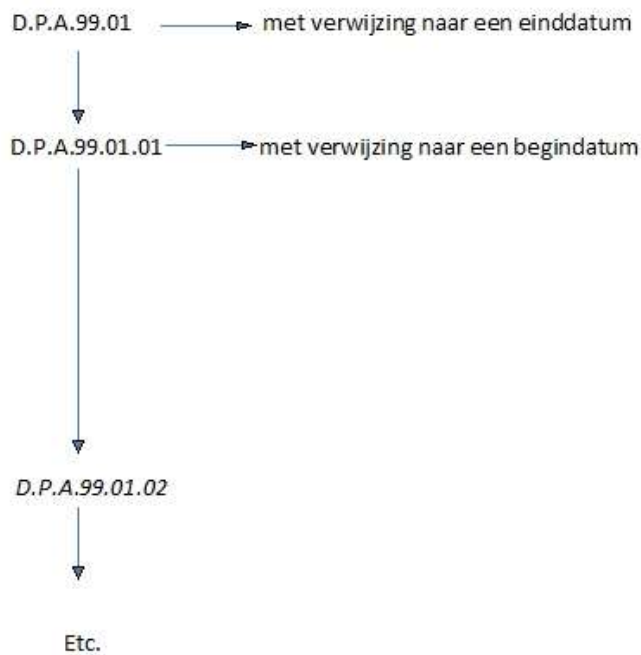 D.P.A.99.01 met verwijzing naar een einddatum
D.P.A.99.01.01 met verwijzing naar een begindatum
D.P.A.99.01.02
Etc.